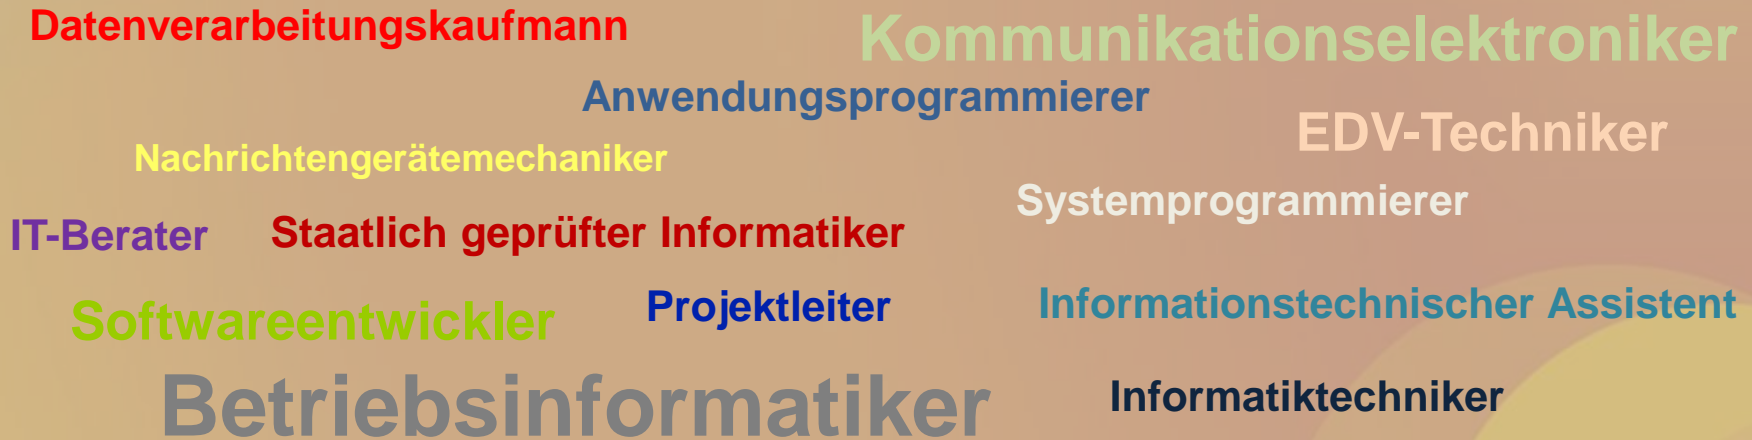 Datenverarbeitungskaufmann
Kommunikationselektroniker
Anwendungsprogrammierer
EDV-Techniker
Nachrichtengerätemechaniker
Systemprogrammierer
IT-Berater
Staatlich geprüfter Informatiker
Softwareentwickler
Projektleiter
Informationstechnischer Assistent
Betriebsinformatiker
Informatiktechniker